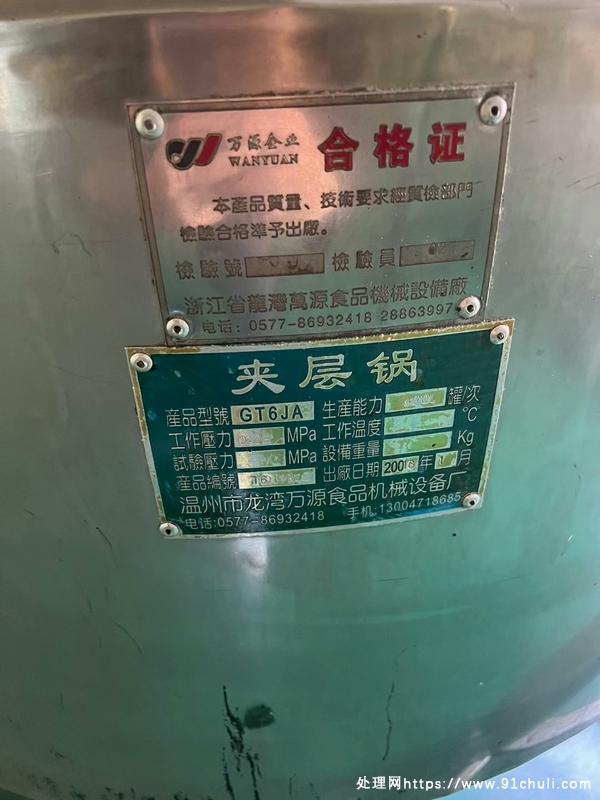 万源企业
WANYUAN
合格证
本產品質量、技術要求經質檢部門
檢驗合格準予出廠。
檢驗號 檢驗員
浙江省龍灣萬源食品機械設備廠
电话: 0577-86932418 28863997
夹层锅
産品型號 GT6JA 生産能力 罐/次
工作壓力 MPa 工作温度 ℃
試驗壓力 MPa 設備重量 Kg
産品編號 出廠日期 200 年 月
温州市龙湾万源食品机械设备厂
电话:0577-86932418 手机:13004718685
处理网https://www.91chuli.com